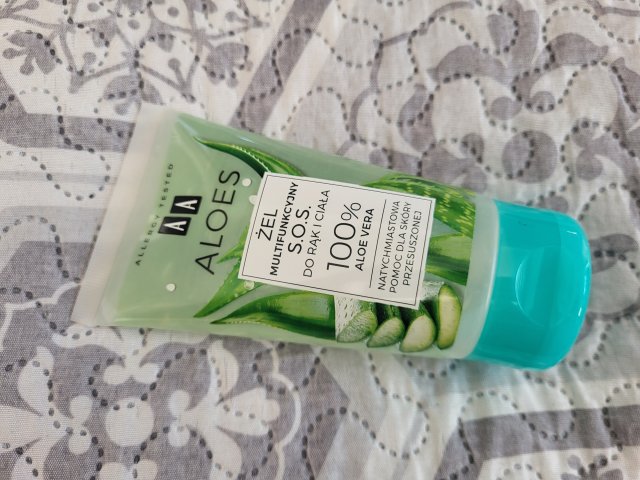 ALLERGY TESTED
AA
ALOES
ŻEL
MULTIFUNKCYJNY
S.O.S.
DO RĄK I CIAŁA
100%
ALOE VERA
NATYCHMIASTOWA
POMOC DLA SKÓRY
PRZESUSZONEJ